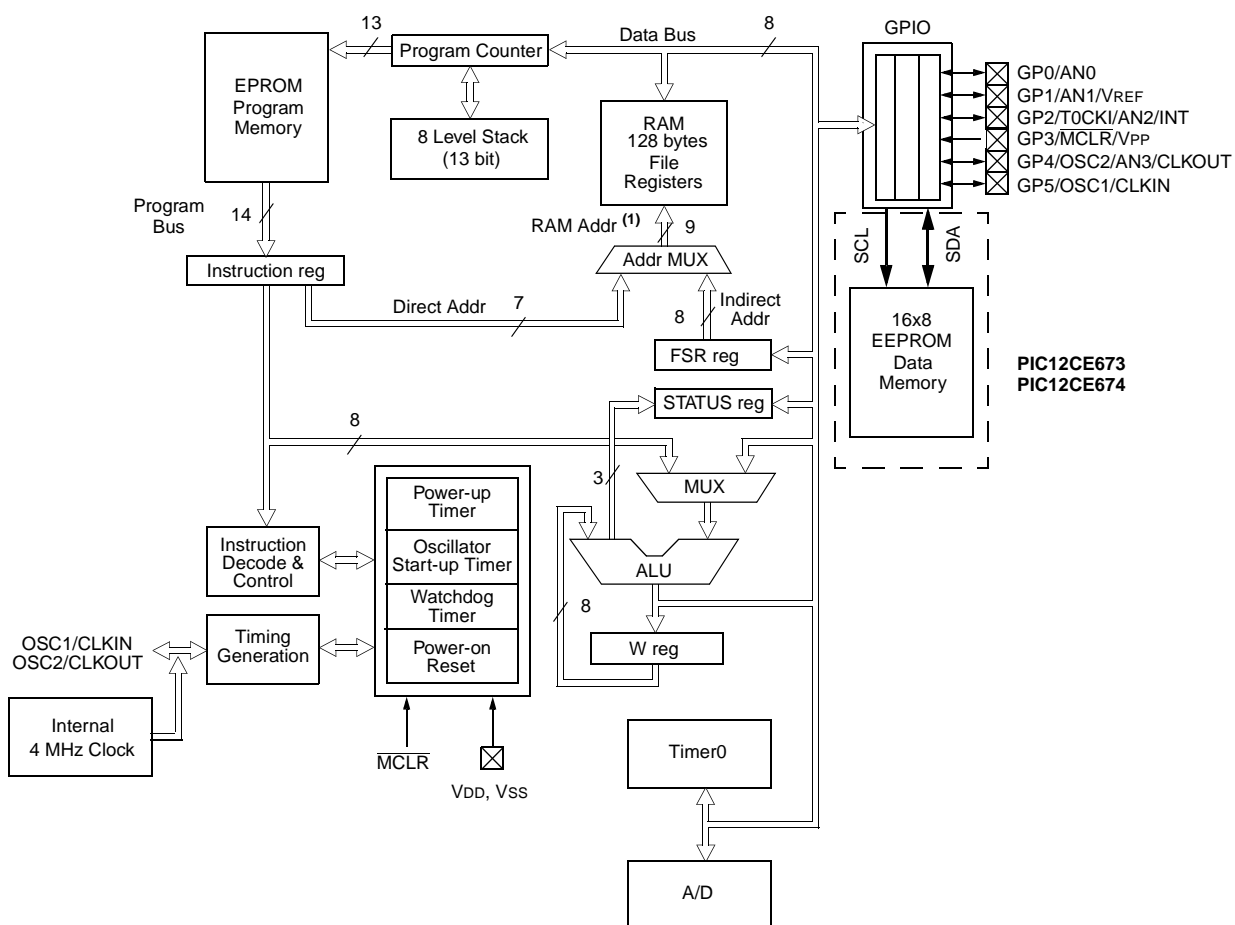 13
Program Counter
Data Bus
8
GPIO
EPROM
Program
Memory
8 Level Stack
(13 bit)
RAM
128 bytes
File
Registers
GP0/AN0
GP1/AN1/VREF
GP2/T0CKI/AN2/INT
GP3/MCLR/VPP
GP4/OSC2/AN3/CLKOUT
GP5/OSC1/CLKIN
Program
Bus
14
RAM Addr (1)
9
SCL
SDA
Instruction reg
Addr MUX
Direct Addr
7
8
Indirect
Addr
16x8
EEPROM
Data
Memory
PIC12CE673
PIC12CE674
FSR reg
STATUS reg
8
3
MUX
Power-up
Timer
Instruction
Decode &
Control
Oscillator
Start-up Timer
ALU
Watchdog
Timer
8
OSC1/CLKIN
OSC2/CLKOUT
Timing
Generation
Power-on
Reset
W reg
Internal
4 MHz Clock
MCLR
VDD, VSS
Timer0
A/D